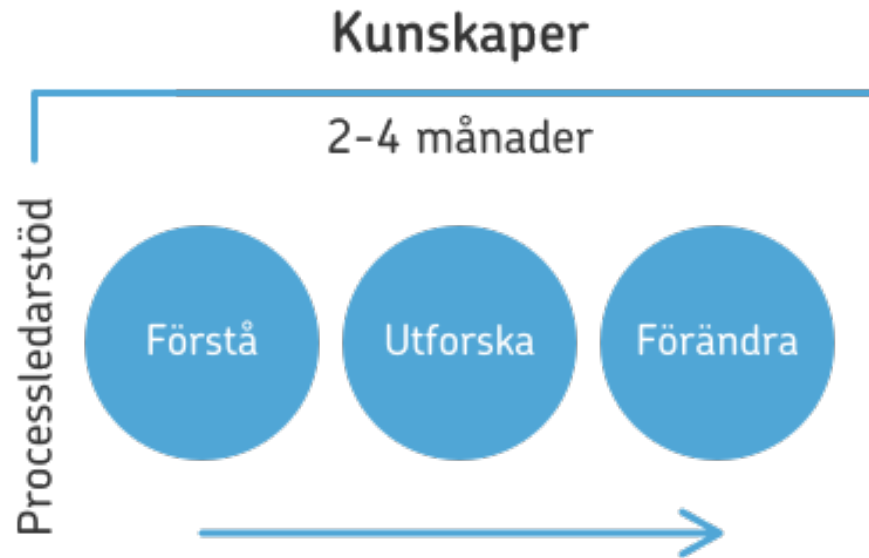 Kunskaper
2-4 månader
Processledarstöd
Förstå
Utforska
Förändra